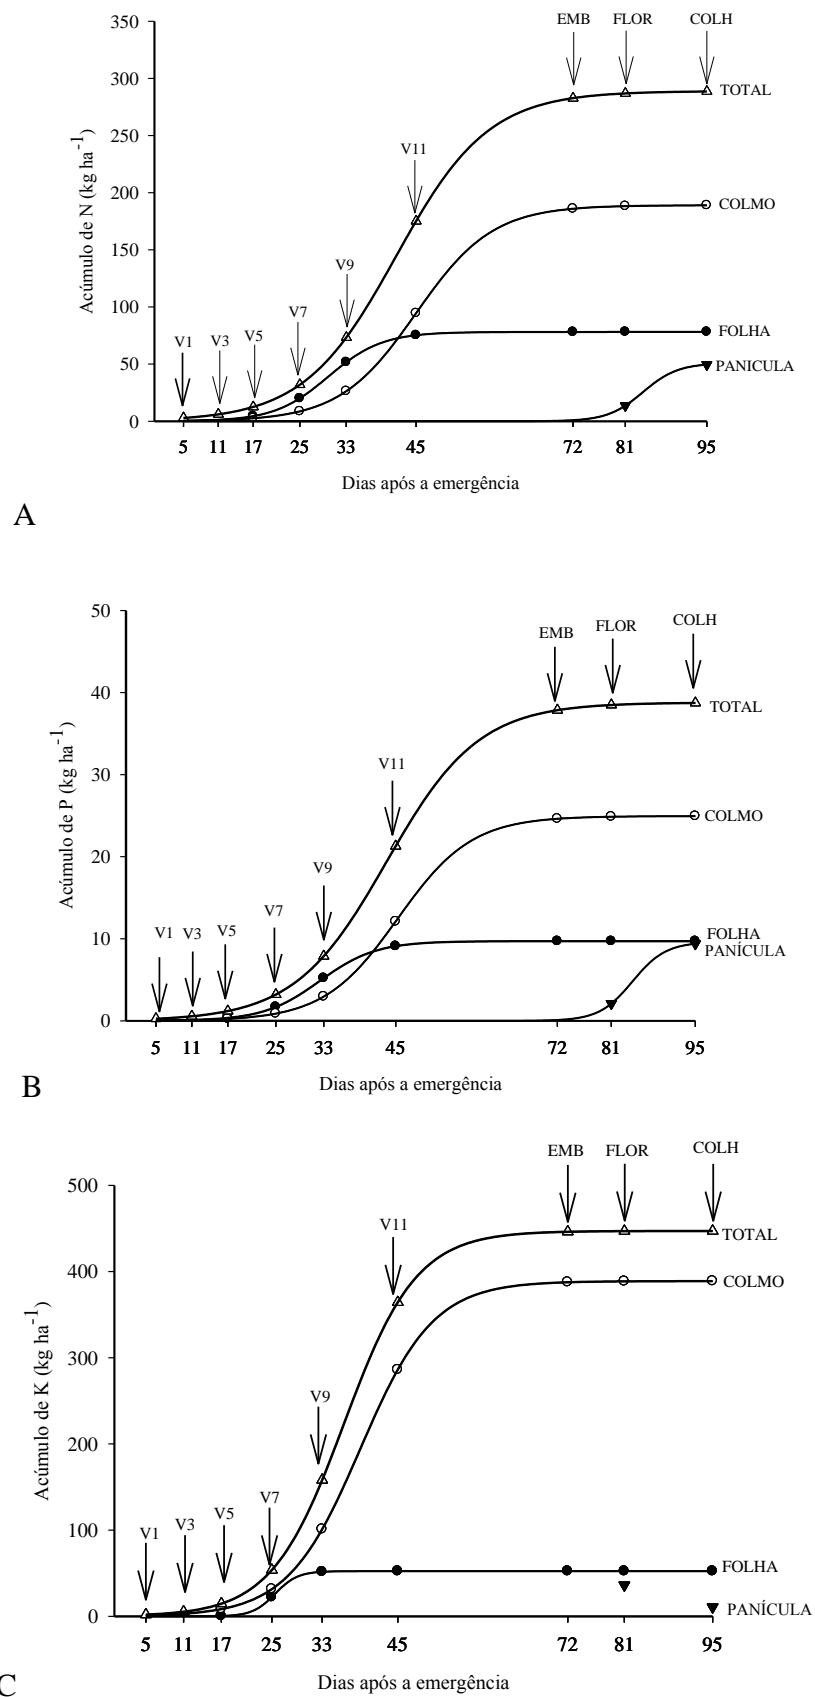 350
EMB FLOR COLH
300
TOTAL
250
V11
200
COLMO
150
V9
V7
100
V1 V3 V5
FOLHA
50
PANICULA
0
5 11 17 25 33 45 72 81 95
Acúmulo de N (kg ha-1)
Dias após a emergência
A
50
EMB FLOR COLH
40
TOTAL
V11
30
COLMO
20
V9
V1 V3 V5 V7
10
FOLHA
PANÍCULA
0
5 11 17 25 33 45 72 81 95
Acúmulo de P (kg ha-1)
Dias após a emergência
B
EMB FLOR COLH
500
V11
TOTAL
400
COLMO
300
V9
200
V1 V3 V5 V7
100
FOLHA
PANÍCULA
0
5 11 17 25 33 45 72 81 95
Acúmulo de K (kg ha-1)
Dias após a emergência
C